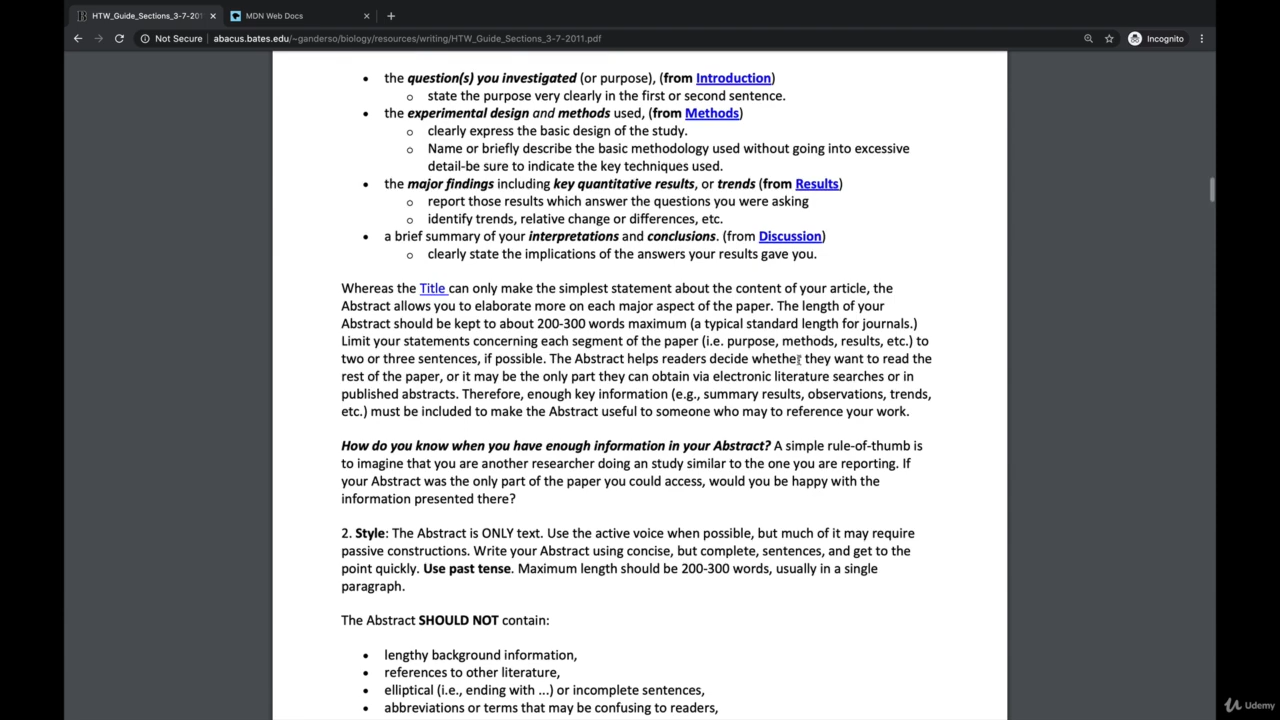 HTW_Guide_Sections_3-7-201
MDN Web Docs
Not Secure abacus.bates.edu/~ganderso/biology/resources/writing/HTW_Guide_Sections_3-7-2011.pdf
Incognito
• the question(s) you investigated (or purpose), (from Introduction)
o state the purpose very clearly in the first or second sentence.
• the experimental design and methods used, (from Methods)
o clearly express the basic design of the study.
o Name or briefly describe the basic methodology used without going into excessive
detail-be sure to indicate the key techniques used.
• the major findings including key quantitative results, or trends (from Results)
o report those results which answer the questions you were asking
o identify trends, relative change or differences, etc.
• a brief summary of your interpretations and conclusions. (from Discussion)
o clearly state the implications of the answers your results gave you.
Whereas the Title can only make the simplest statement about the content of your article, the
Abstract allows you to elaborate more on each major aspect of the paper. The length of your
Abstract should be kept to about 200-300 words maximum (a typical standard length for journals.)
Limit your statements concerning each segment of the paper (i.e. purpose, methods, results, etc.) to
two or three sentences, if possible. The Abstract helps readers decide whether they want to read the
rest of the paper, or it may be the only part they can obtain via electronic literature searches or in
published abstracts. Therefore, enough key information (e.g., summary results, observations, trends,
etc.) must be included to make the Abstract useful to someone who may to reference your work.
How do you know when you have enough information in your Abstract? A simple rule-of-thumb is
to imagine that you are another researcher doing an study similar to the one you are reporting. If
your Abstract was the only part of the paper you could access, would you be happy with the
information presented there?
2. Style: The Abstract is ONLY text. Use the active voice when possible, but much of it may require
passive constructions. Write your Abstract using concise, but complete, sentences, and get to the
point quickly. Use past tense. Maximum length should be 200-300 words, usually in a single
paragraph.
The Abstract SHOULD NOT contain:
• lengthy background information,
• references to other literature,
• elliptical (i.e., ending with ...) or incomplete sentences,
• abbreviations or terms that may be confusing to readers,
Udemy